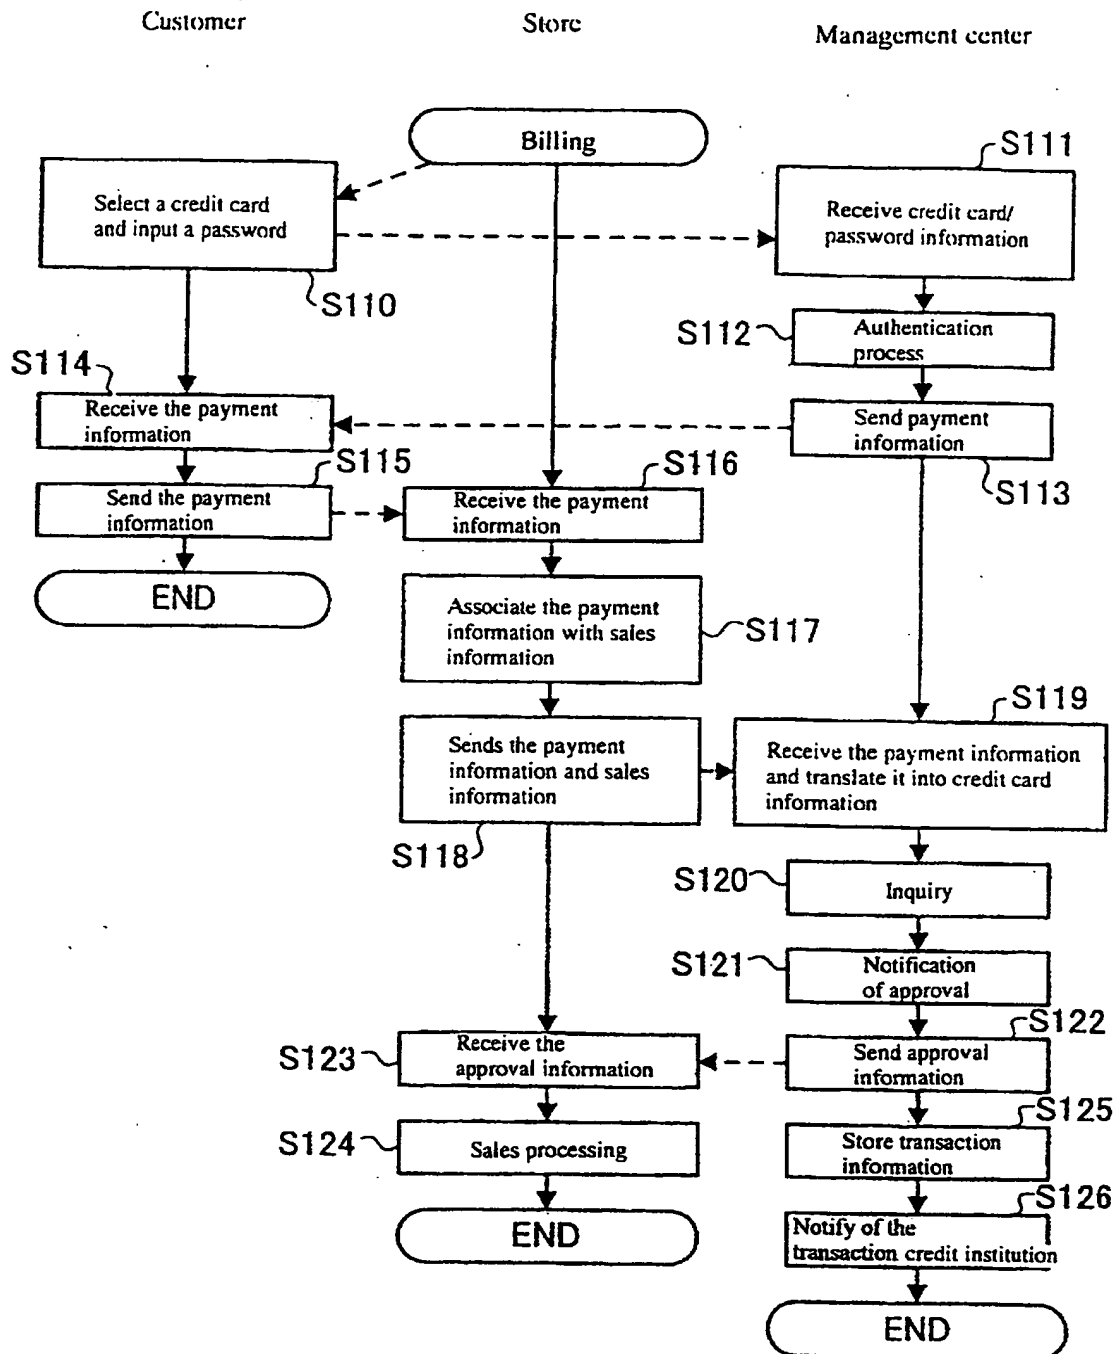 Customer
Store
Management center
Billing
S111
Select a credit card
and input a password
Receive credit card/
password information
S110
S112
Authentication
process
S114
Receive the payment
information
Send payment
information
S115
S116
S113
Send the payment
information
Receive the payment
information
END
Associate the payment
information with sales
information
S117
S119
Sends the payment
information and sales
information
Receive the payment information
and translate it into credit card
information
S118
S120
Inquiry
S121
Notification
of approval
S122
S123
Receive the
approval information
Send approval
information
S125
S124
Sales processing
Store transaction
information
S126
END
Notify of the
transaction credit institution
END